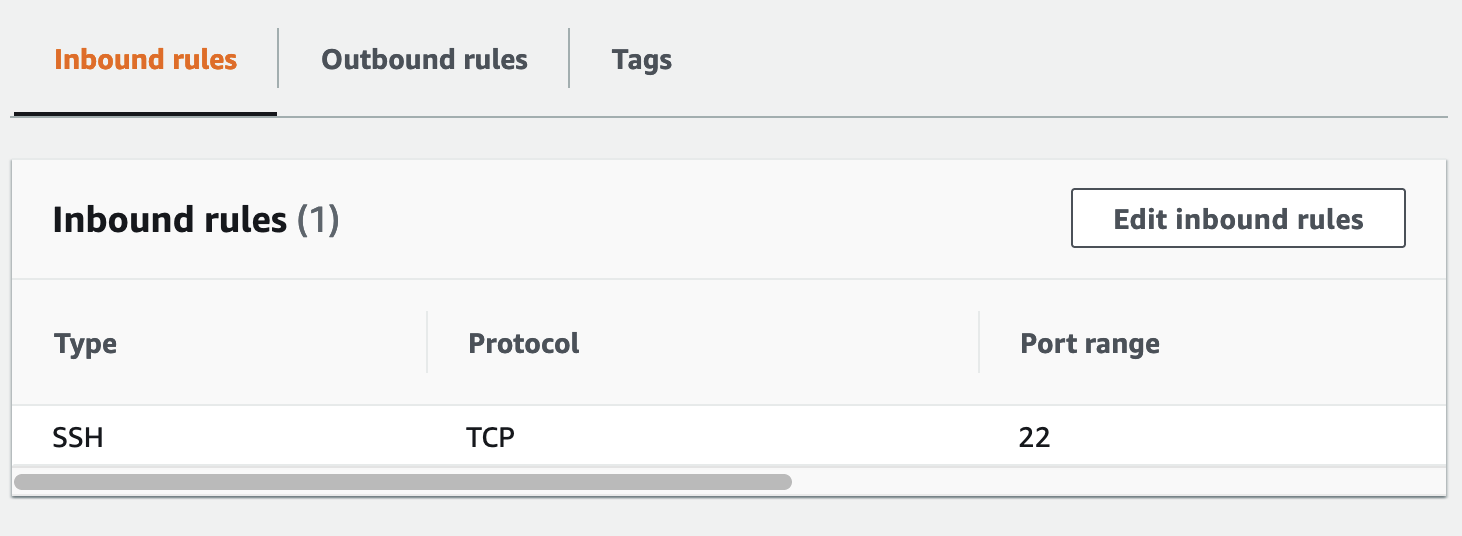 Inbound rules Outbound rules Tags
Inbound rules (1) Edit inbound rules
Type Protocol Port range
SSH TCP 22